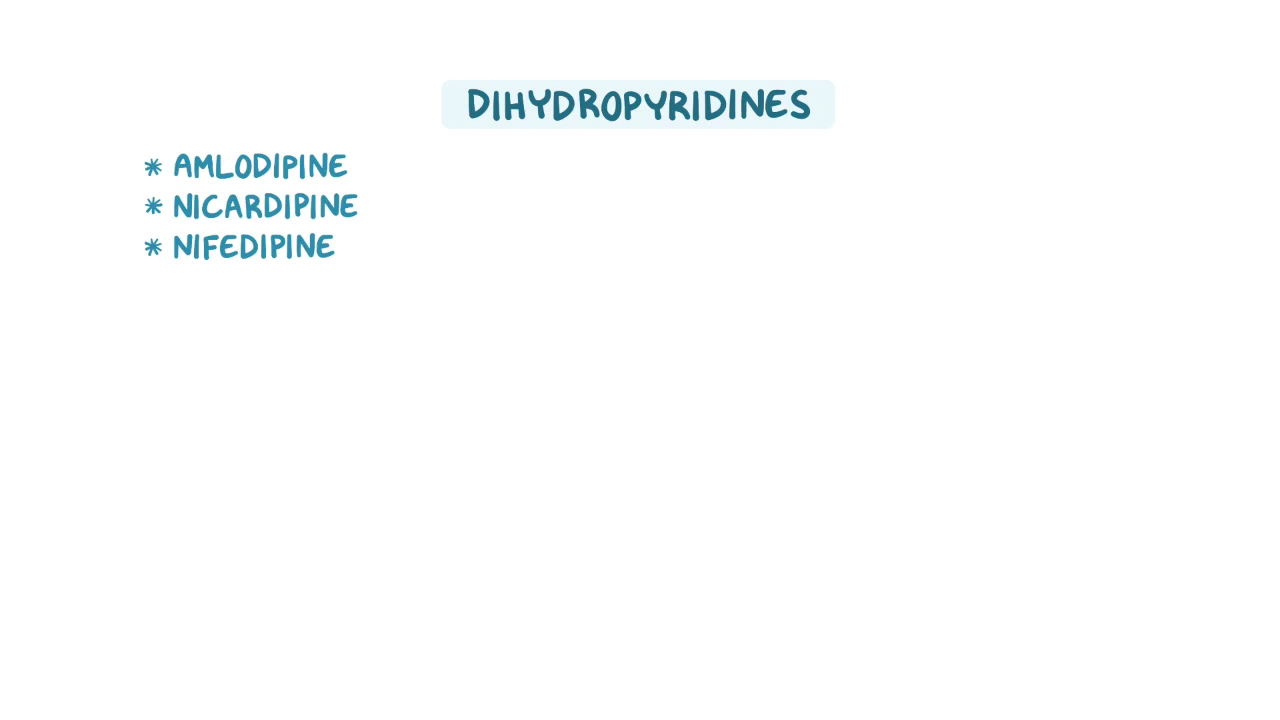 DIHYDROPYRIDINES
* AMLODIPINE
* NICARDIPINE
* NIFEDIPINE